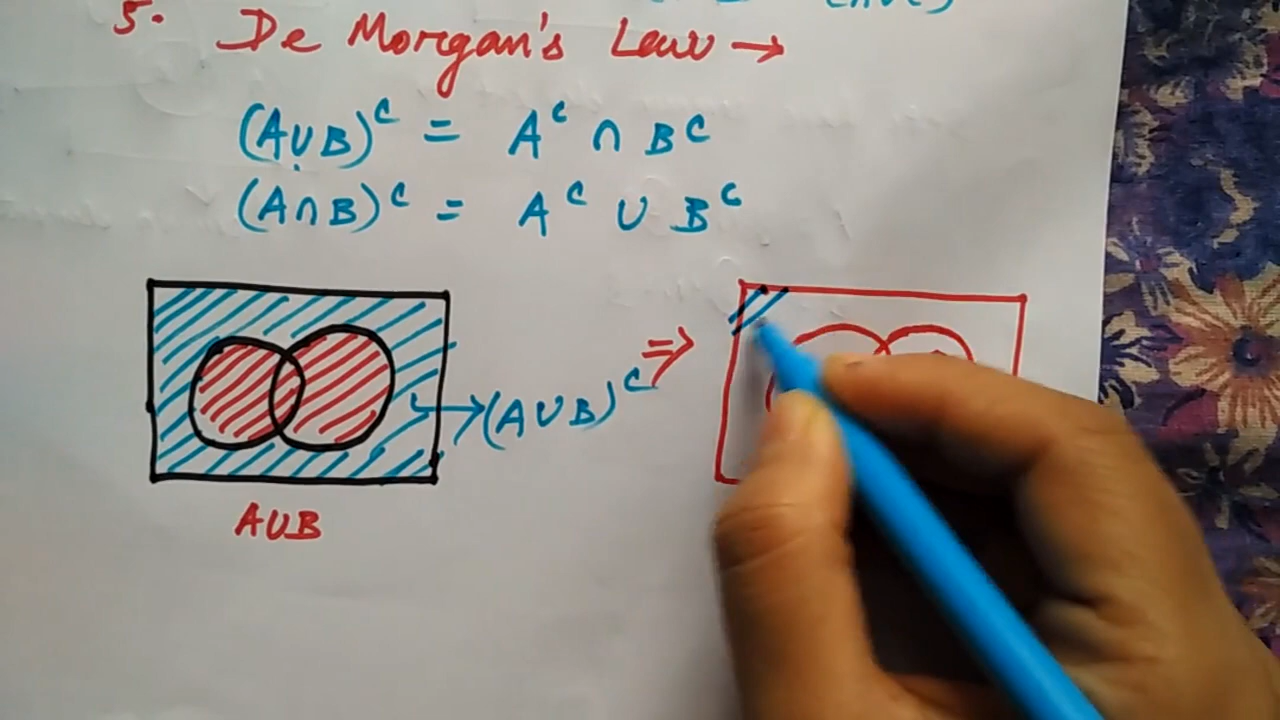 5. De Morgan's Law →
(A∪B)ᶜ = Aᶜ ∩ Bᶜ
(A∩B)ᶜ = Aᶜ ∪ Bᶜ
→ (A∪B)ᶜ ⇒
A∪B